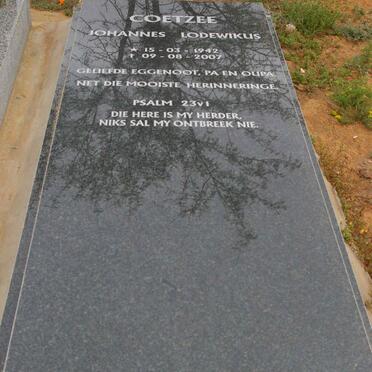 COETZEE
JOHANNES LODEWIKUS
★ 15-03-1942
† 09-08-2007
GELIEFDE EGGENOOT, PA EN OUPA
NET DIE MOOISTE HERINNERINGE
PSALM 23v1
DIE HERE IS MY HERDER,
NIKS SAL MY ONTBREEK NIE.